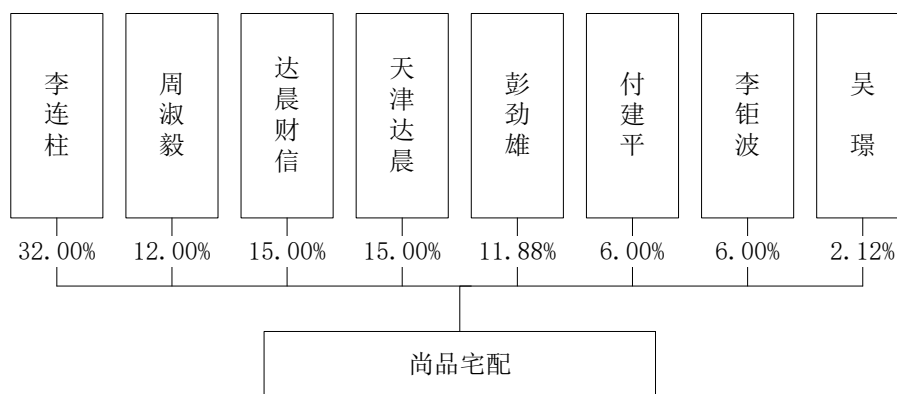 李连柱
周淑毅
达晨财信
天津达晨
彭劲雄
付建平
李钜波
吴璟
32.00%
12.00%
15.00%
15.00%
11.88%
6.00%
6.00%
2.12%
尚品宅配